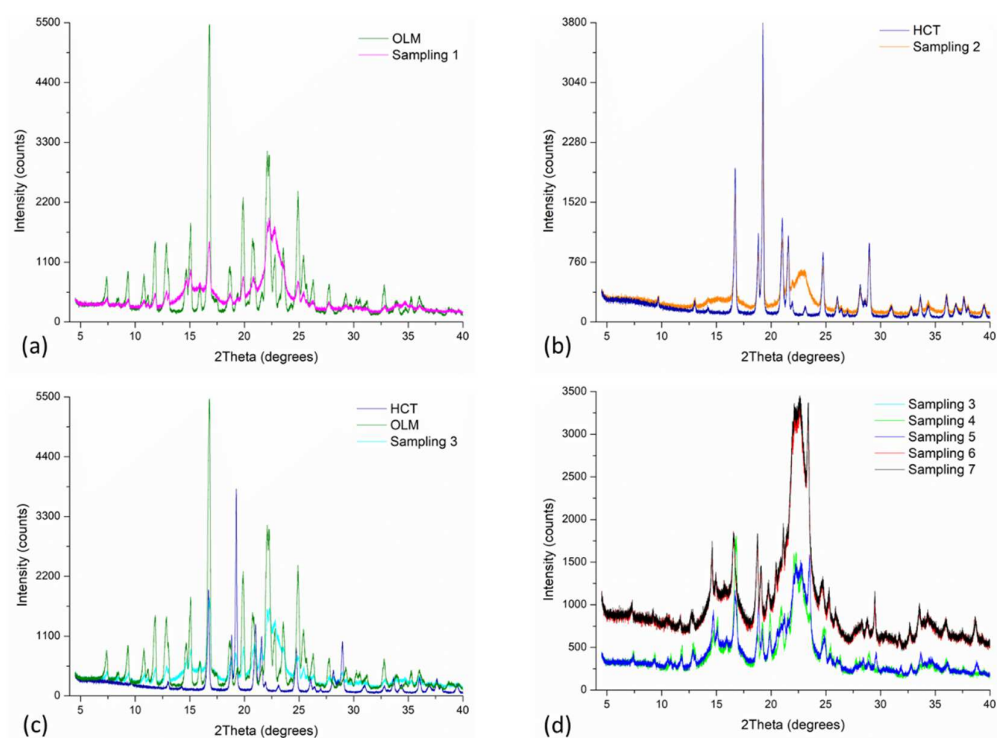 OLM
Sampling 1
5500
4400
3300
2200
1100
0
Intensity (counts)
5 10 15 20 25 30 35 40
2Theta (degrees)
(a)
HCT
Sampling 2
3800
3040
2280
1520
760
0
Intensity (counts)
5 10 15 20 25 30 35 40
2Theta (degrees)
(b)
HCT
OLM
Sampling 3
5500
4400
3300
2200
1100
0
Intensity (counts)
5 10 15 20 25 30 35 40
2Theta (degrees)
(c)
Sampling 3
Sampling 4
Sampling 5
Sampling 6
Sampling 7
3500
3000
2500
1750
1000
500
0
Intensity (counts)
5 10 15 20 25 30 35 40
2Theta (degrees)
(d)